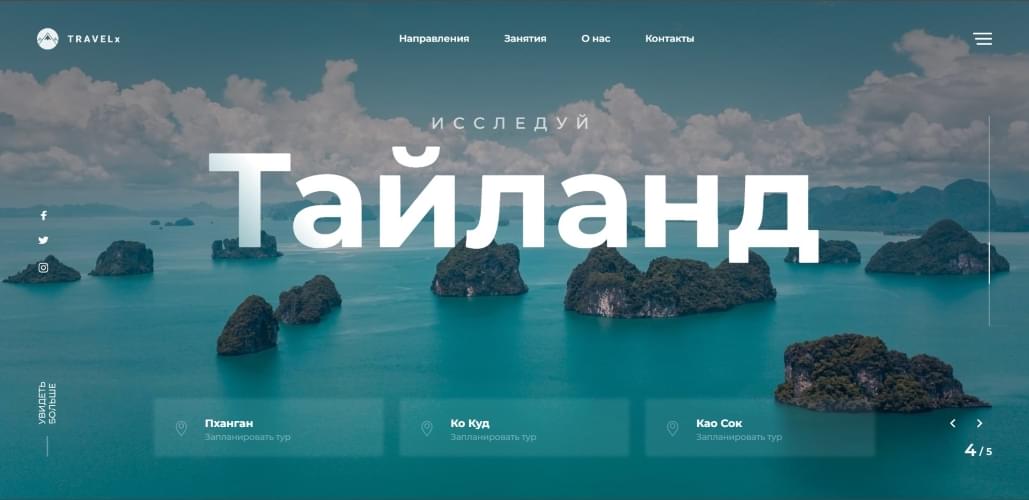 TRAVELx
Направления
Занятия
О нас
Контакты
ИССЛЕДУЙ
Тайланд
УВИДЕТЬ
БОЛЬШЕ
Пханган
Запланировать тур
Ко Куд
Запланировать тур
Као Сок
Запланировать тур
4 / 5